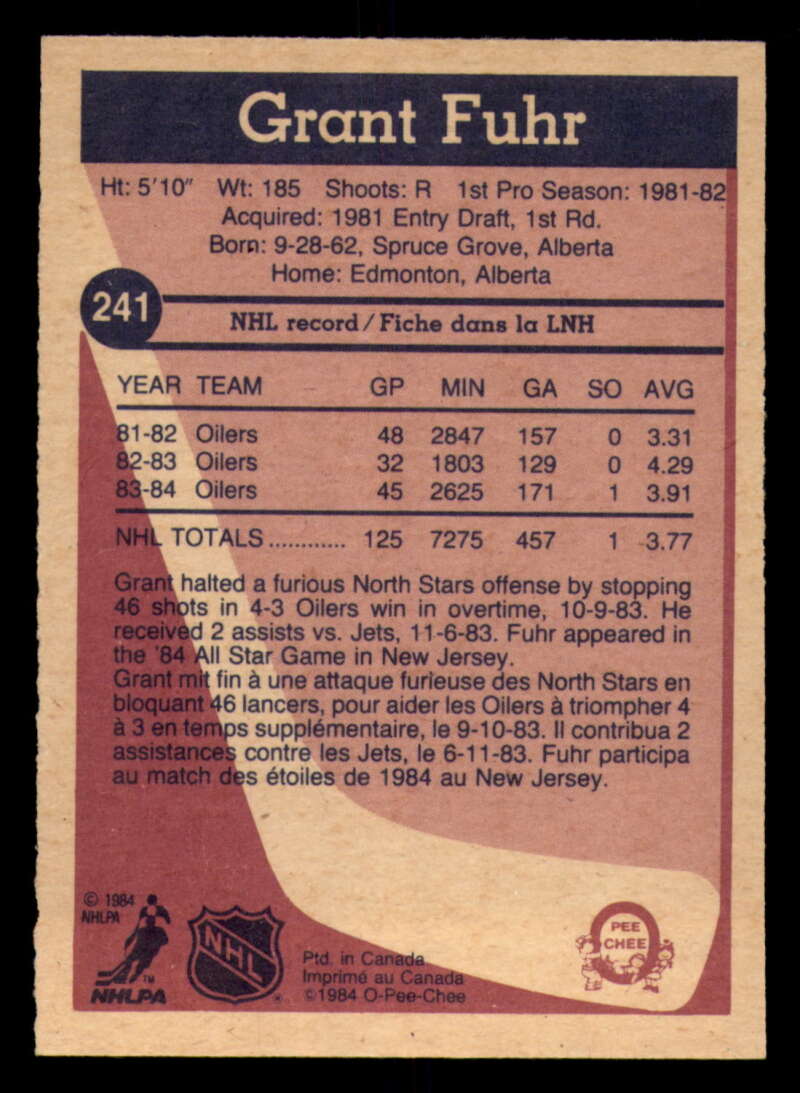 Grant Fuhr
Ht: 5'10" Wt: 185 Shoots: R 1st Pro Season: 1981-82
Acquired: 1981 Entry Draft, 1st Rd.
Born: 9-28-62, Spruce Grove, Alberta
Home: Edmonton, Alberta
241
NHL record/Fiche dans la LNH
YEAR TEAM GP MIN GA SO AVG
81-82 Oilers 48 2847 157 0 3.31
82-83 Oilers 32 1803 129 0 4.29
83-84 Oilers 45 2625 171 1 3.91
NHL TOTALS............ 125 7275 457 1 3.77
Grant halted a furious North Stars offense by stopping
46 shots in 4-3 Oilers win in overtime, 10-9-83. He
received 2 assists vs. Jets, 11-6-83. Fuhr appeared in
the '84 All Star Game in New Jersey.
Grant mit fin à une attaque furieuse des North Stars en
bloquant 46 lancers, pour aider les Oilers à triompher 4
à 3 en temps supplémentaire, le 9-10-83. Il contribua 2
assistances contre les Jets, le 6-11-83. Fuhr participa
au match des étoiles de 1984 au New Jersey.
© 1984
NHLPA
TM
NHLPA
NHL
®
Ptd. in Canada
Imprimé au Canada
©1984 O-Pee-Chee
PEE
CHEE